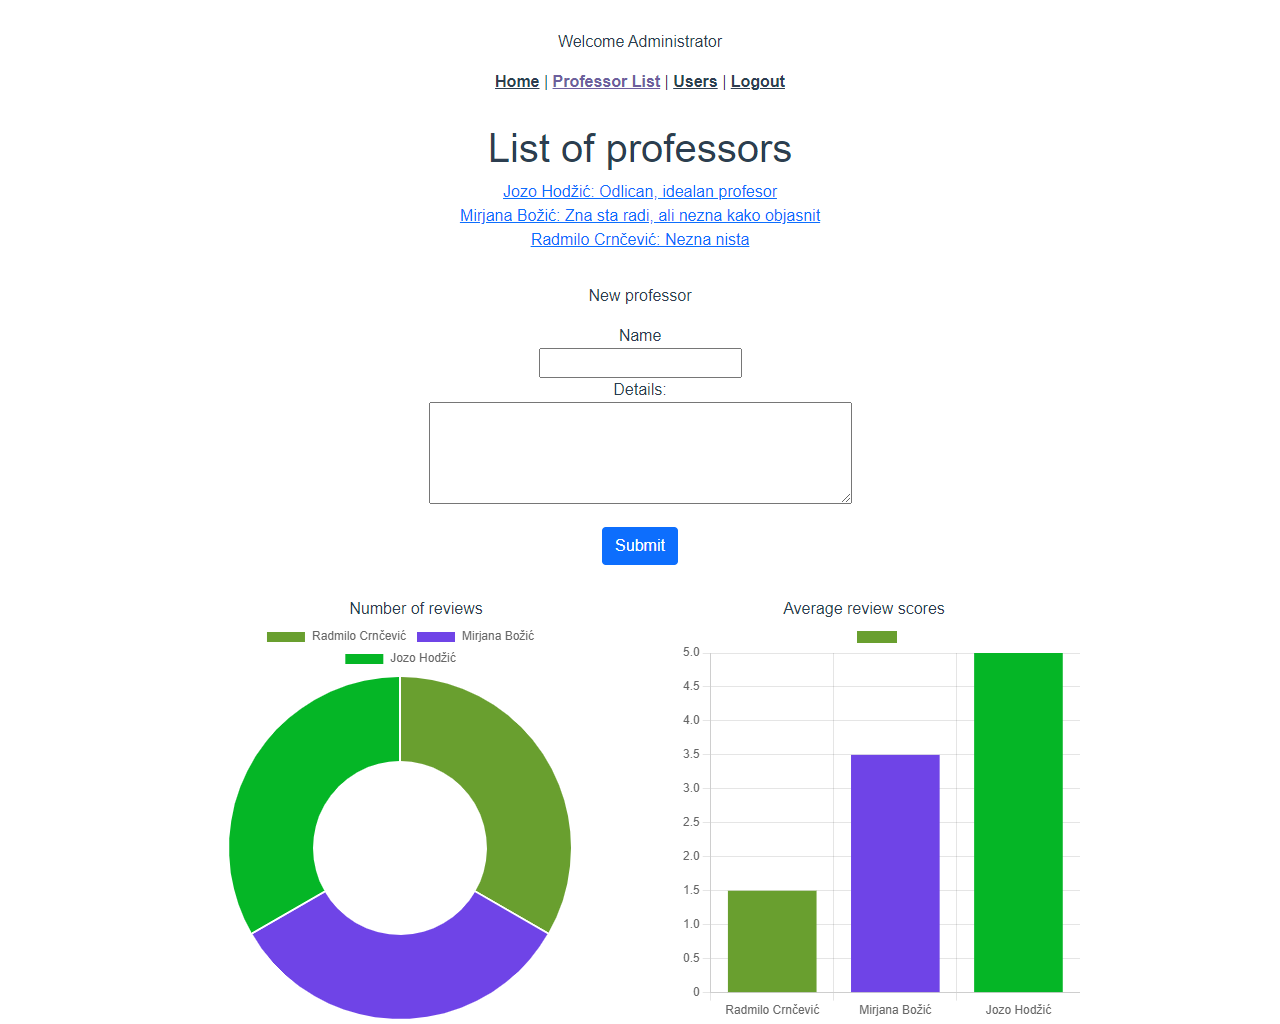 Welcome Administrator
Home | Professor List | Users | Logout
List of professors
Jozo Hodžić: Odlican, idealan profesor
Mirjana Božić: Zna sta radi, ali nezna kako objasnit
Radmilo Crnčević: Nezna nista
New professor
Name
Details:
Submit
Number of reviews
Radmilo Crnčević Mirjana Božić
Jozo Hodžić
Average review scores
5.0
4.5
4.0
3.5
3.0
2.5
2.0
1.5
1.0
0.5
0
Radmilo Crnčević Mirjana Božić Jozo Hodžić